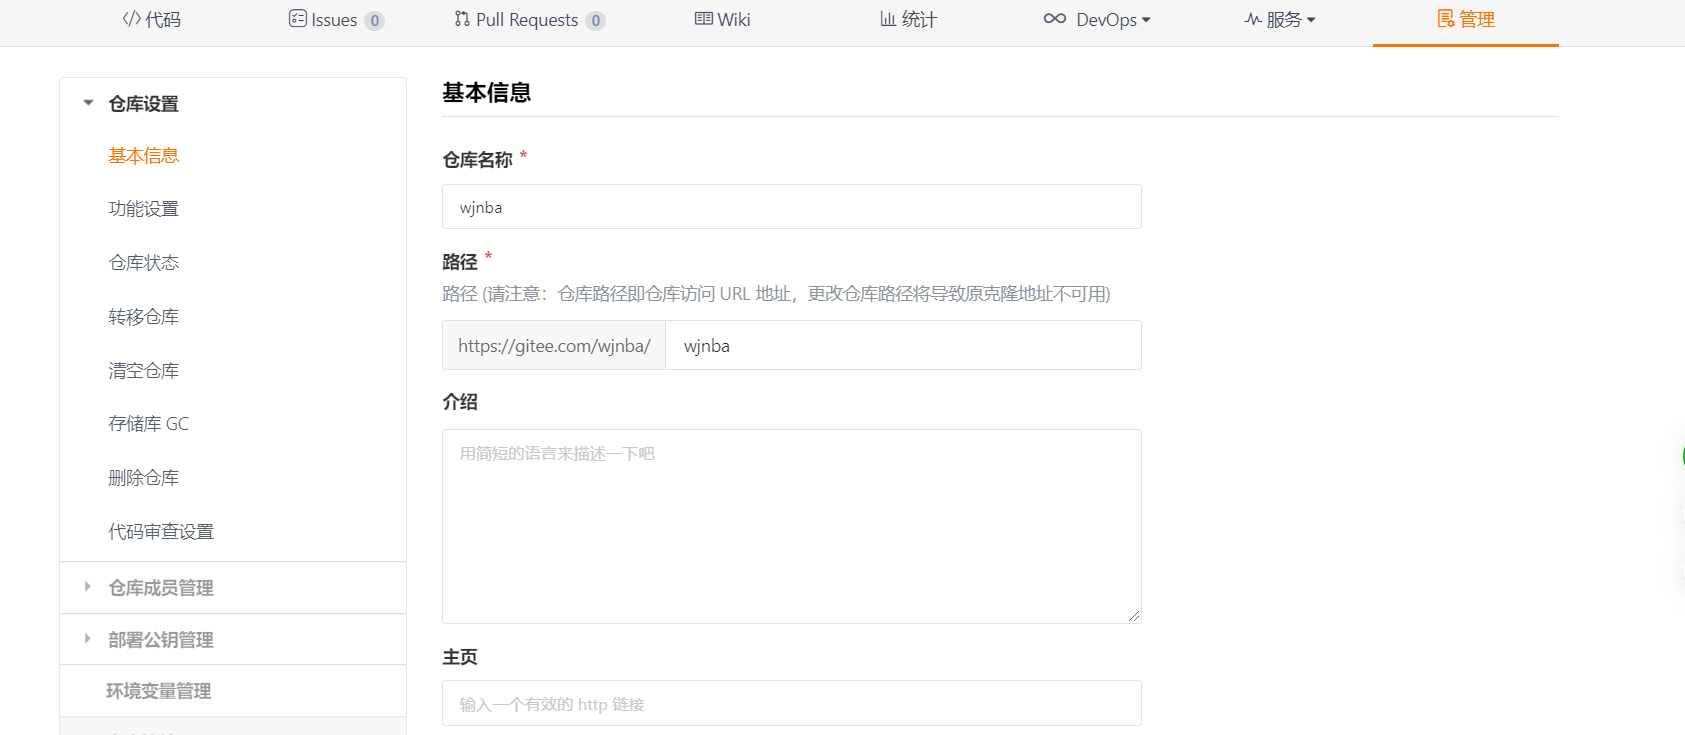 代码
Issues 0
Pull Requests 0
Wiki
统计
DevOps
服务
管理
仓库设置
基本信息
功能设置
仓库状态
转移仓库
清空仓库
存储库 GC
删除仓库
代码审查设置
仓库成员管理
部署公钥管理
环境变量管理
基本信息
仓库名称 *
wjnba
路径 *
路径 (请注意：仓库路径即仓库访问 URL 地址，更改仓库路径将导致原克隆地址不可用)
https://gitee.com/wjnba/ wjnba
介绍
用简短的语言来描述一下吧
主页
输入一个有效的 http 链接